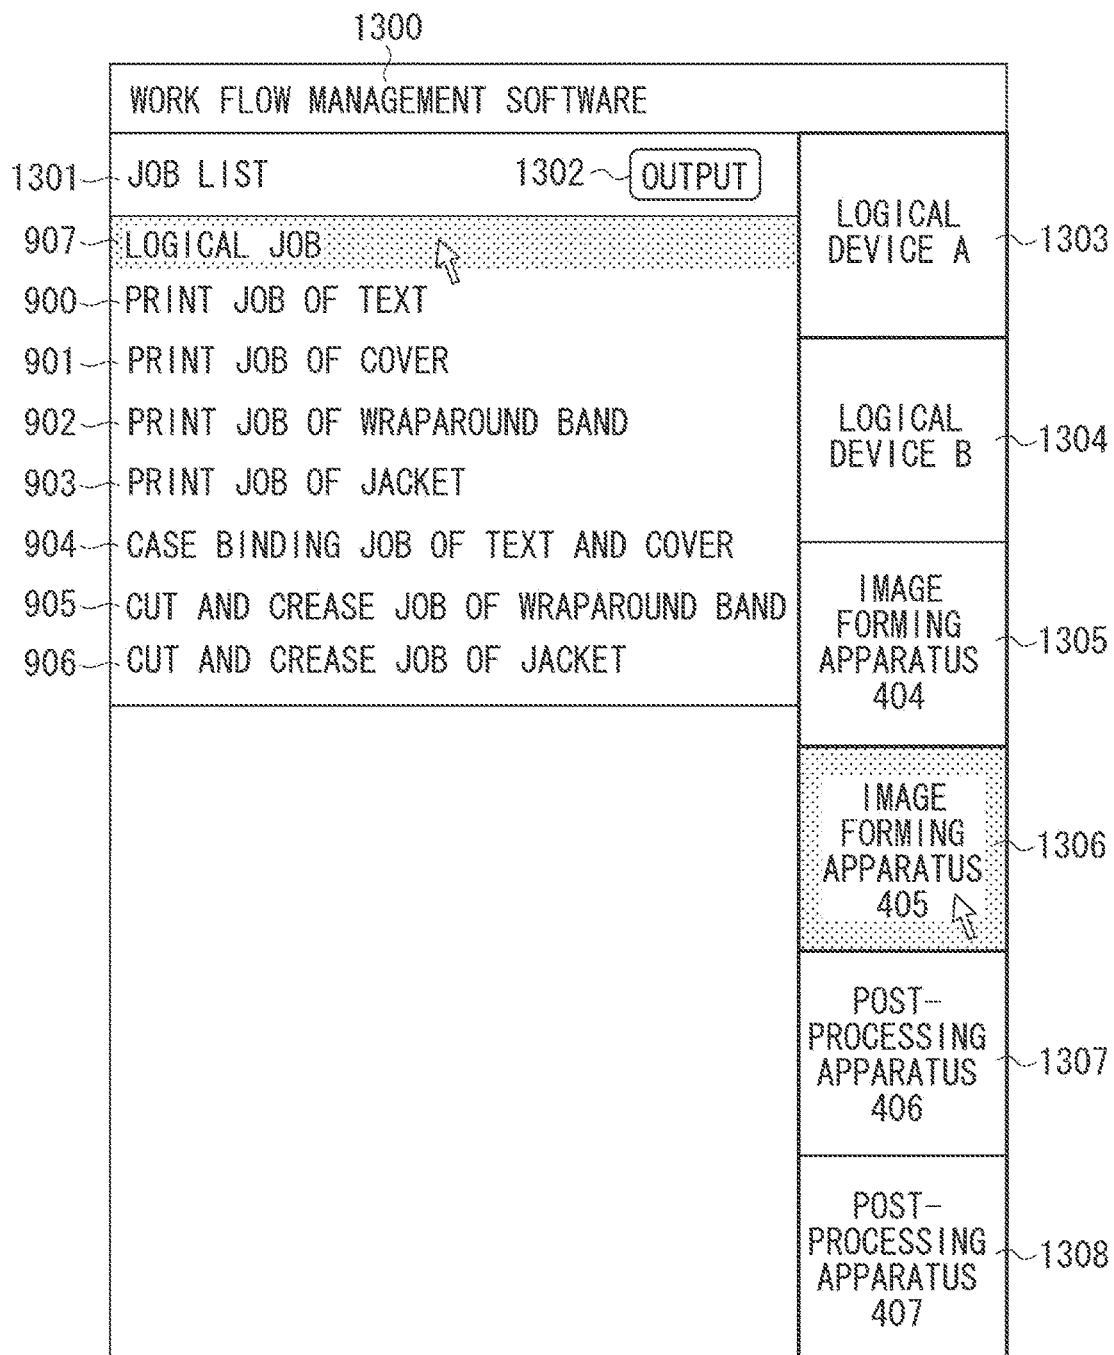 1300
WORK FLOW MANAGEMENT SOFTWARE
1301 JOB LIST 1302 OUTPUT
907 LOGICAL JOB
900 PRINT JOB OF TEXT
901 PRINT JOB OF COVER
902 PRINT JOB OF WRAPAROUND BAND
903 PRINT JOB OF JACKET
904 CASE BINDING JOB OF TEXT AND COVER
905 CUT AND CREASE JOB OF WRAPAROUND BAND
906 CUT AND CREASE JOB OF JACKET
LOGICAL
DEVICE A
1303
LOGICAL
DEVICE B
1304
IMAGE
FORMING
APPARATUS
404
1305
IMAGE
FORMING
APPARATUS
405
1306
POST-
PROCESSING
APPARATUS
406
1307
POST-
PROCESSING
APPARATUS
407
1308